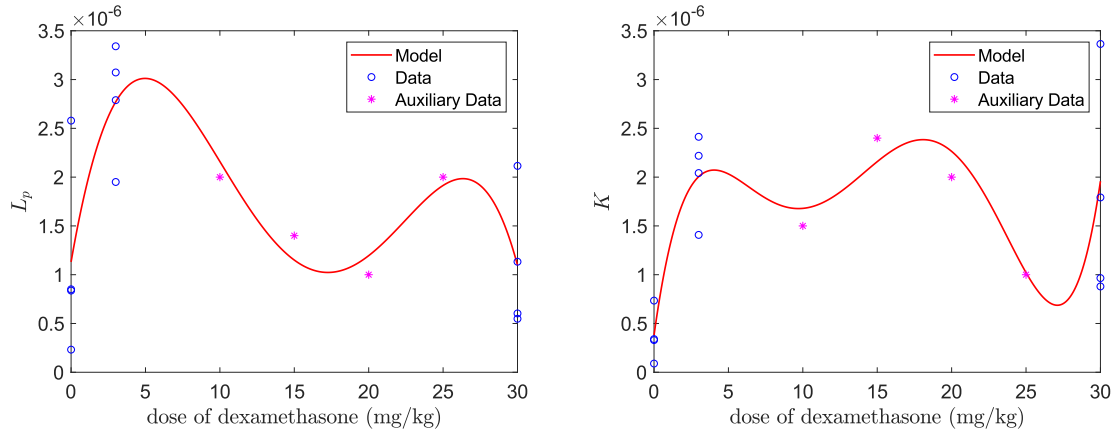 ×10⁻⁶
3.5
3
2.5
2
1.5
1
0.5
0
L_p
0 5 10 15 20 25 30
dose of dexamethasone (mg/kg)
Model
Data
Auxiliary Data
×10⁻⁶
3.5
3
2.5
2
1.5
1
0.5
0
K
0 5 10 15 20 25 30
dose of dexamethasone (mg/kg)
Model
Data
Auxiliary Data